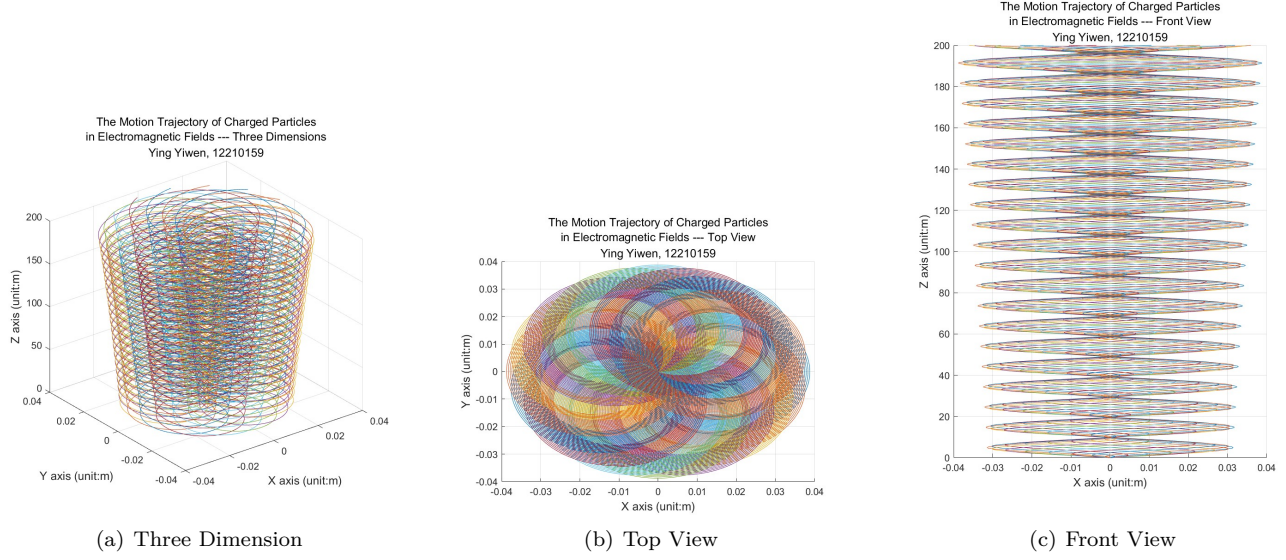 The Motion Trajectory of Charged Particles
in Electromagnetic Fields --- Three Dimensions
Ying Yiwen, 12210159
200
150
100
50
0
Z axis (unit:m)
0.04
0.02
0
-0.02
-0.04
Y axis (unit:m)
-0.04
-0.02
0
0.02
0.04
X axis (unit:m)
(a) Three Dimension
The Motion Trajectory of Charged Particles
in Electromagnetic Fields --- Top View
Ying Yiwen, 12210159
0.04
0.03
0.02
0.01
0
-0.01
-0.02
-0.03
-0.04
Y axis (unit:m)
-0.04 -0.03 -0.02 -0.01 0 0.01 0.02 0.03 0.04
X axis (unit:m)
(b) Top View
The Motion Trajectory of Charged Particles
in Electromagnetic Fields --- Front View
Ying Yiwen, 12210159
200
180
160
140
120
100
80
60
40
20
0
Z axis (unit:m)
-0.04 -0.03 -0.02 -0.01 0 0.01 0.02 0.03 0.04
X axis (unit:m)
(c) Front View